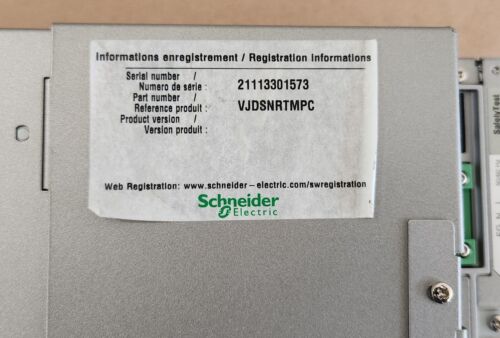 Informations enregistrement / Registration informations
Serial number /
Numero de série : 21113301573
Part number /
Reference produit : VJDSNRTMPC
Product version /
Version produit :
Web Registration: www.schneider-electric.com/swregistration
Schneider
Electric
SafetyTest